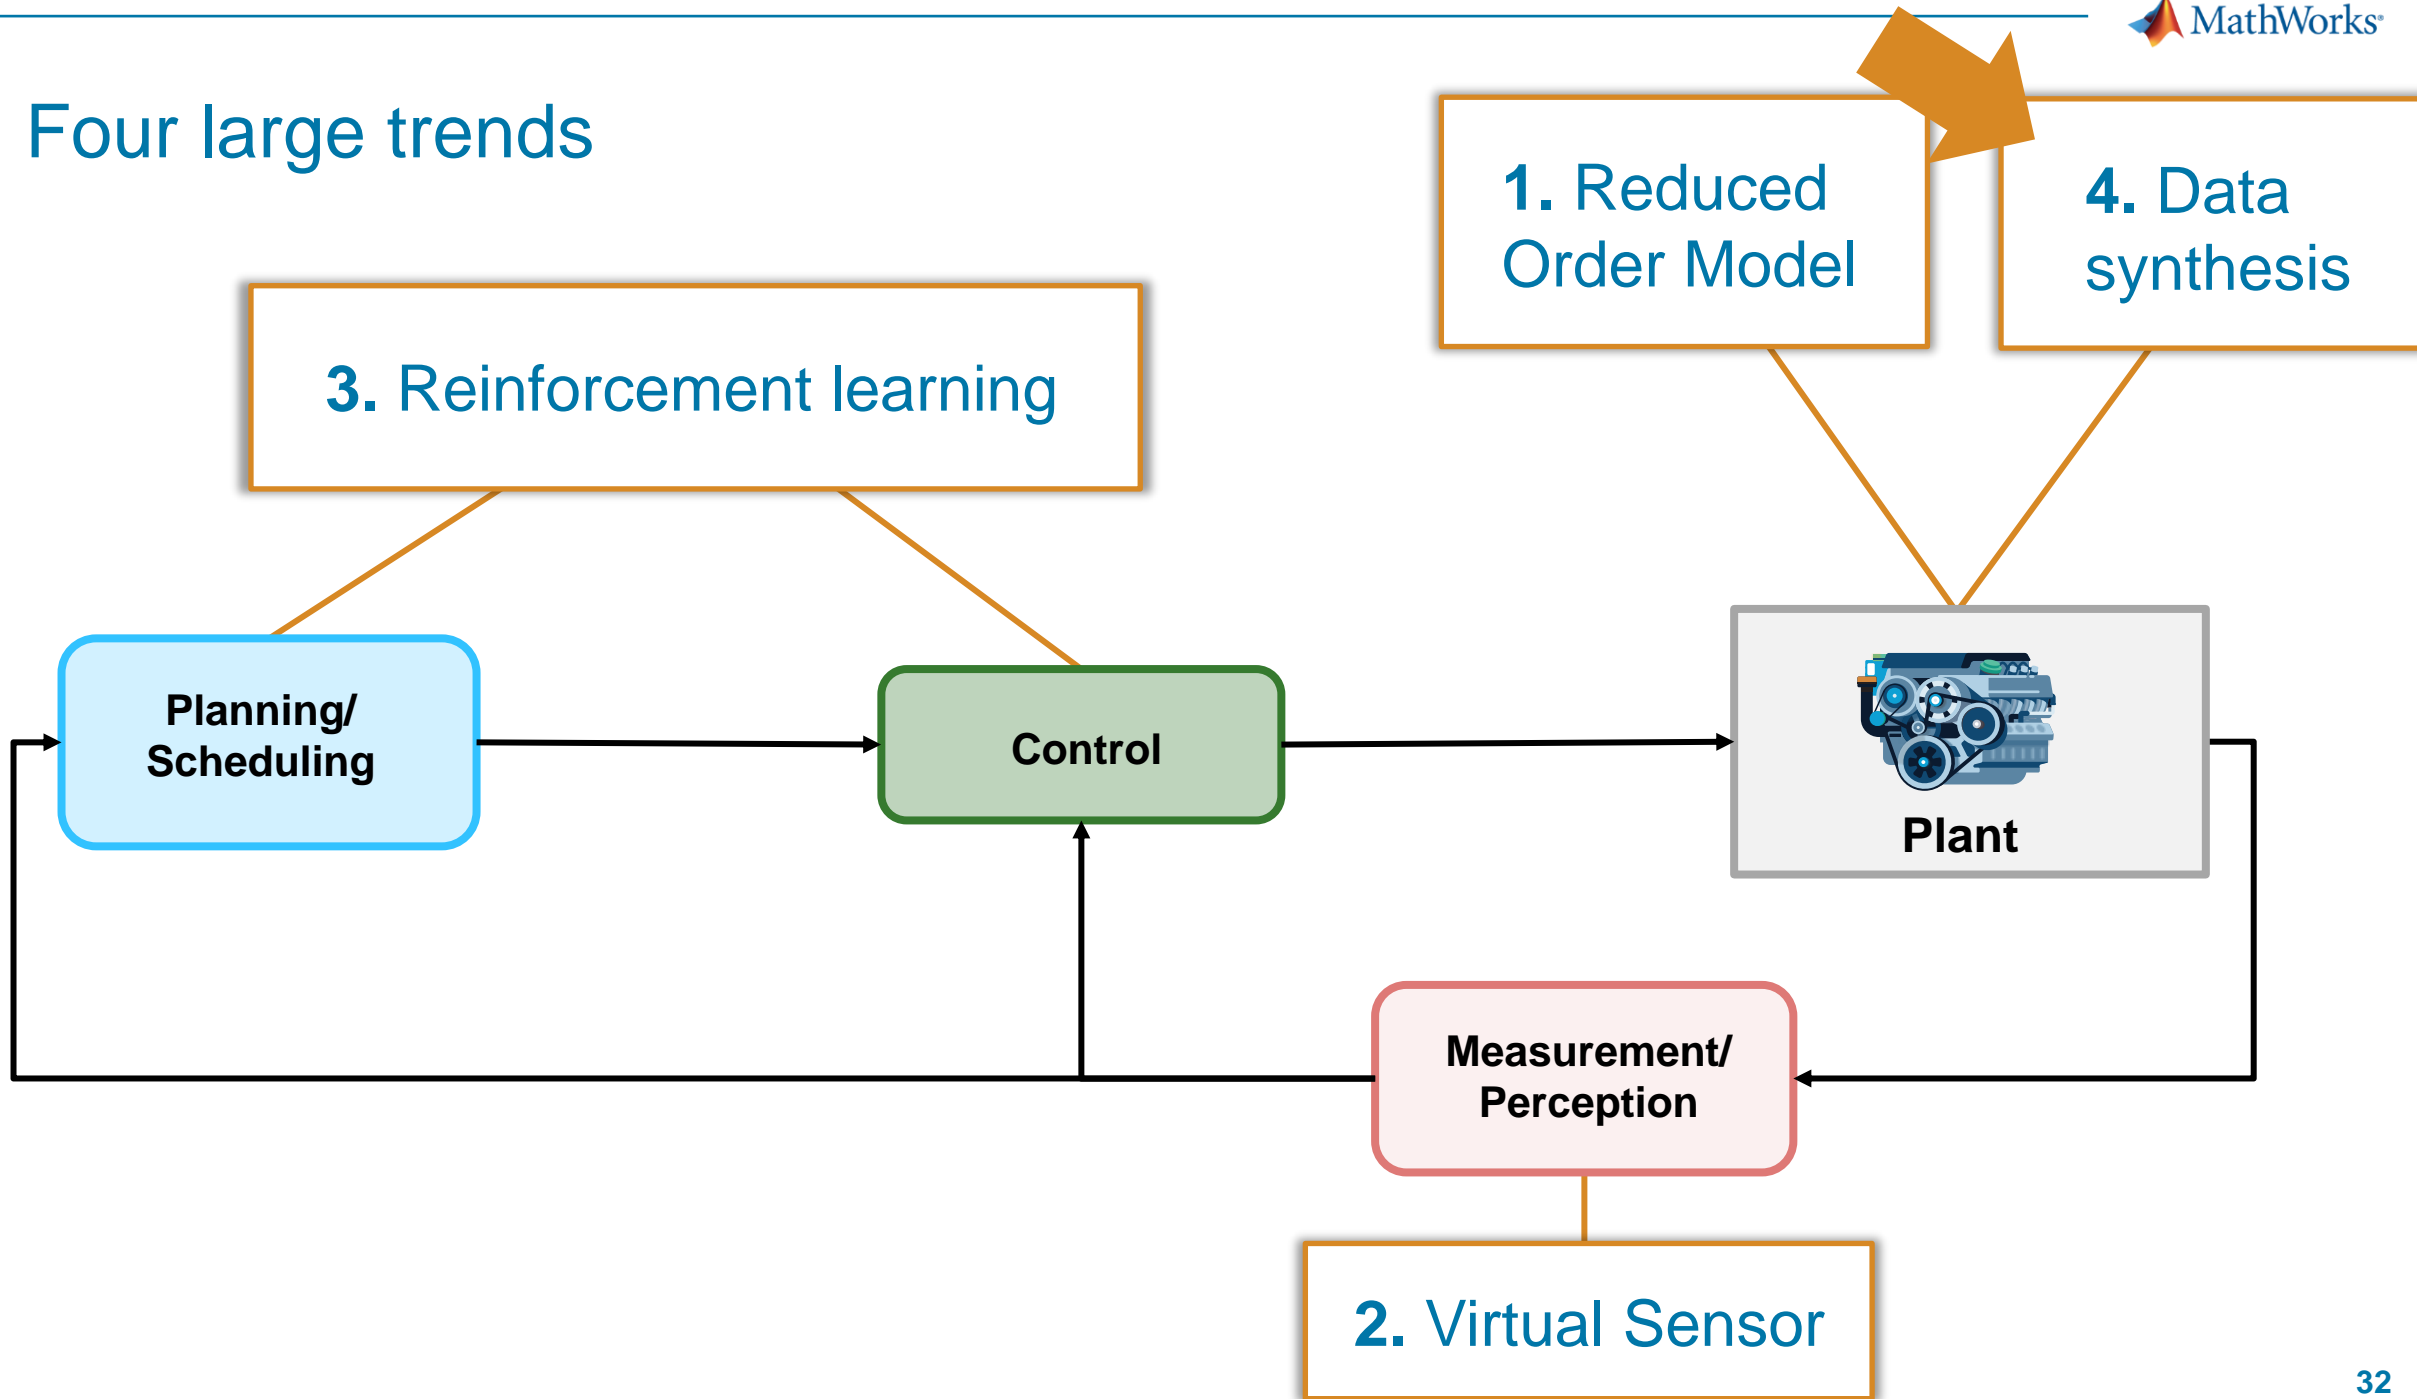 MathWorks®
Four large trends
1. Reduced
Order Model
4. Data
synthesis
3. Reinforcement learning
Planning/
Scheduling
Control
Plant
Measurement/
Perception
2. Virtual Sensor
32